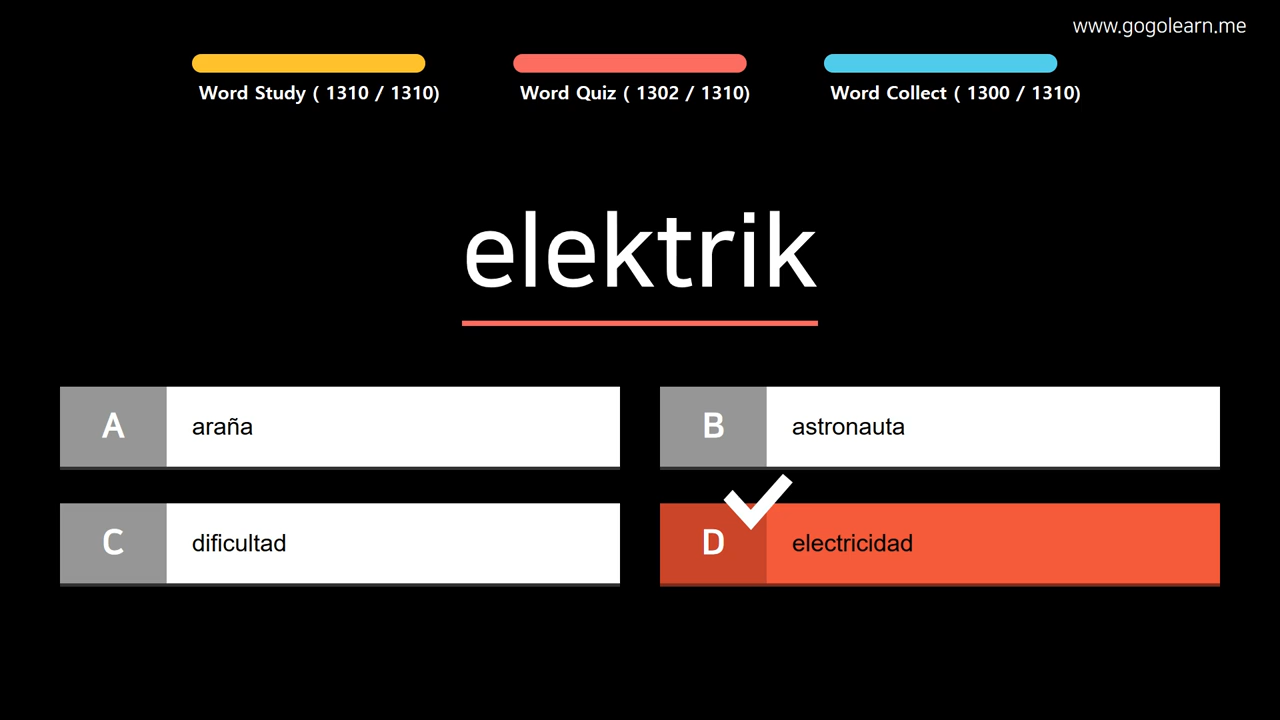 www.gogolearn.me
Word Study ( 1310 / 1310)
Word Quiz ( 1302 / 1310)
Word Collect ( 1300 / 1310)
elektrik
A araña
B astronauta
C dificultad
D electricidad